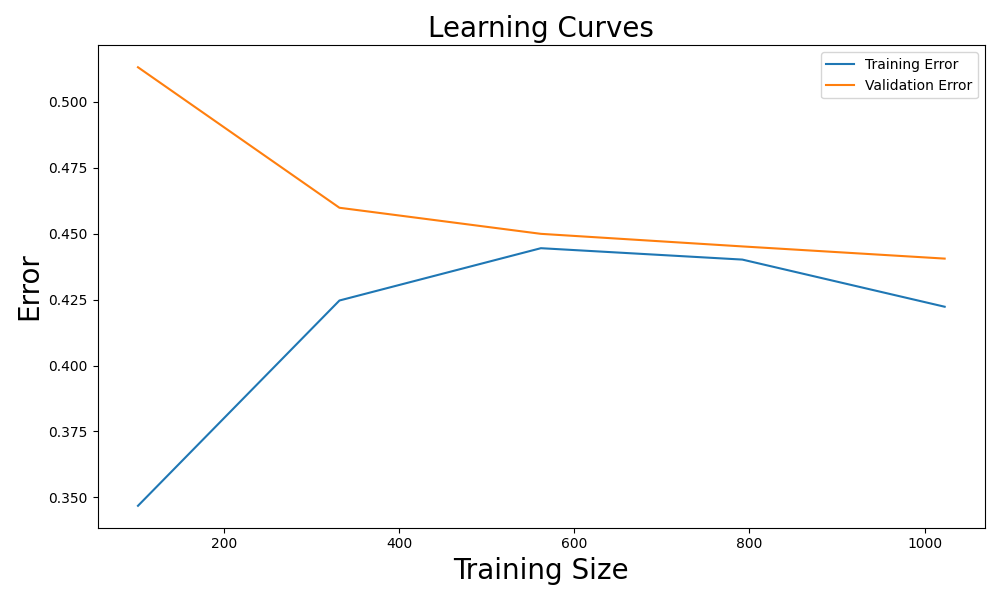 Learning Curves
Training Error
Validation Error
0.500
0.475
0.450
0.425
0.400
0.375
0.350
Error
200 400 600 800 1000
Training Size